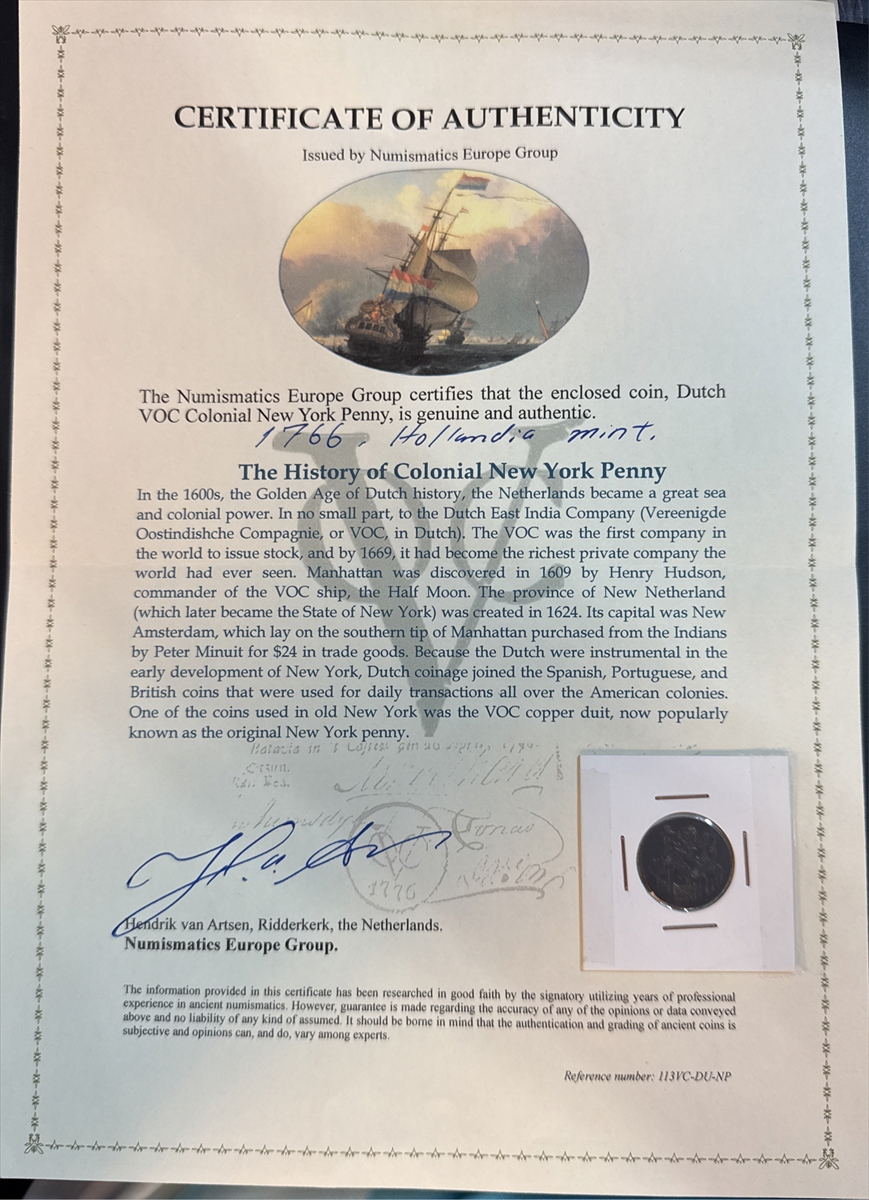 CERTIFICATE OF AUTHENTICITY
Issued by Numismatics Europe Group
The Numismatics Europe Group certifies that the enclosed coin, Dutch
VOC Colonial New York Penny, is genuine and authentic.
1766, Hollandia mint.
The History of Colonial New York Penny
In the 1600s, the Golden Age of Dutch history, the Netherlands became a great sea
and colonial power. In no small part, to the Dutch East India Company (Vereenigde
Oostindishche Compagnie, or VOC, in Dutch). The VOC was the first company in
the world to issue stock, and by 1669, it had become the richest private company the
world had ever seen. Manhattan was discovered in 1609 by Henry Hudson,
commander of the VOC ship, the Half Moon. The province of New Netherland
(which later became the State of New York) was created in 1624. Its capital was New
Amsterdam, which lay on the southern tip of Manhattan purchased from the Indians
by Peter Minuit for $24 in trade goods. Because the Dutch were instrumental in the
early development of New York, Dutch coinage joined the Spanish, Portuguese, and
British coins that were used for daily transactions all over the American colonies.
One of the coins used in old New York was the VOC copper duit, now popularly
known as the original New York penny.
VOC
1776
Hendrik van Artsen, Ridderkerk, the Netherlands.
Numismatics Europe Group.
The information provided in this certificate has been researched in good faith by the signatory utilizing years of professional
experience in ancient numismatics. However, guarantee is made regarding the accuracy of any of the opinions or data conveyed
above and no liability of any kind of assumed. It should be borne in mind that the authentication and grading of ancient coins is
subjective and opinions can, and do, vary among experts.
Reference number: 113VC-DU-NP